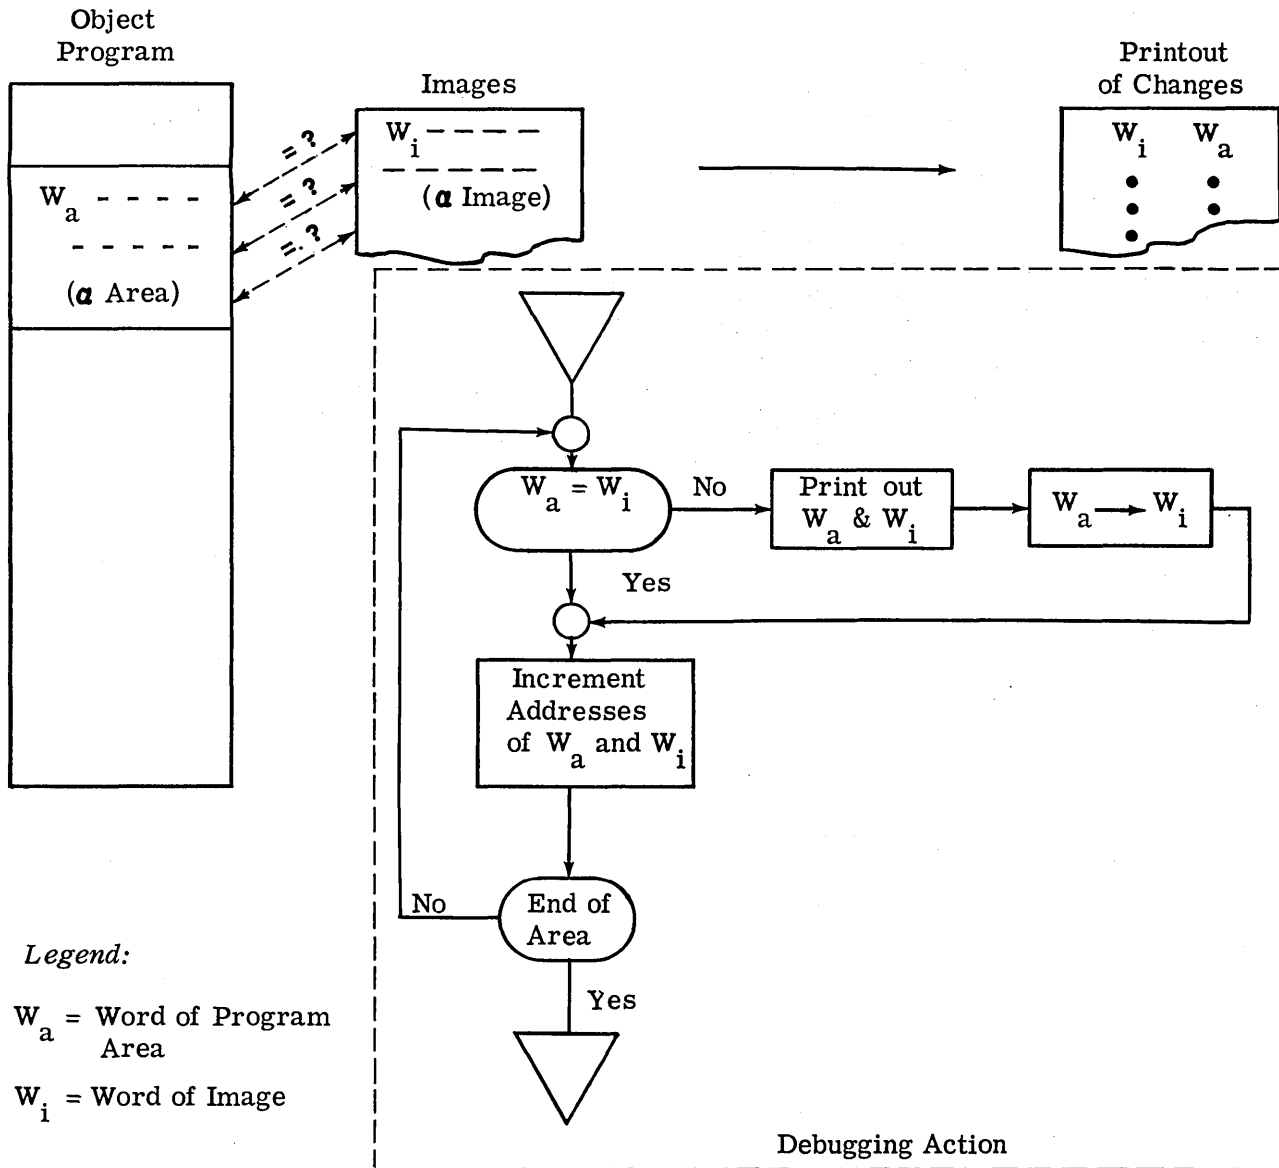 Object
Program
Images
Printout
of Changes
W_i
(α Image)
W_a
(α Area)
= ?
= ?
=. ?
W_i W_a
W_a = W_i
No
Print out
W_a & W_i
W_a → W_i
Yes
Increment
Addresses
of W_a and W_i
End of
Area
No
Yes
Legend:
W_a = Word of Program
Area
W_i = Word of Image
Debugging Action